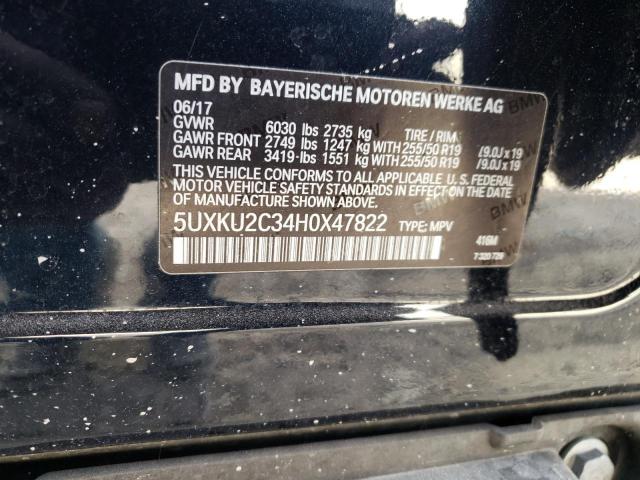 MFD BY BAYERISCHE MOTOREN WERKE AG
06/17
GVWR 6030 lbs 2735 kg TIRE / RIM
GAWR FRONT 2749 lbs 1247 kg WITH 255/50 R19 /9.0J x 19
GAWR REAR 3419-lbs 1551 kg WITH 255/50 R19 /9.0J x 19
THIS VEHICLE CONFORMS TO ALL APPLICABLE U.S. FEDERAL
MOTOR VEHICLE SAFETY STANDARDS IN EFFECT ON THE DATE OF
MANUFACTURE SHOWN ABOVE.
5UXKU2C34H0X47822 TYPE: MPV
416M
7 320 726